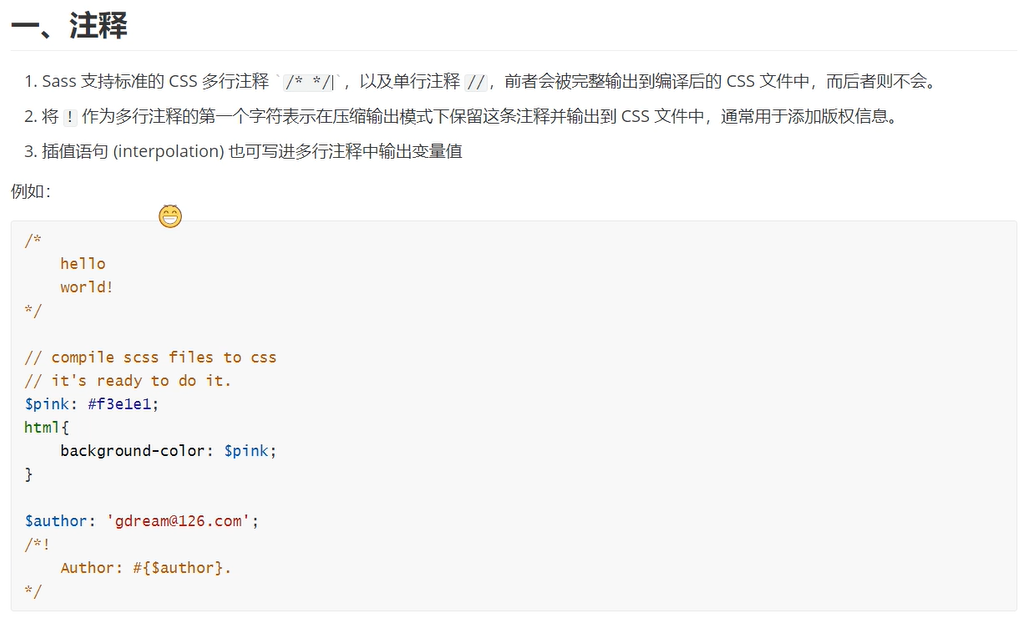 一、注释
1. Sass 支持标准的 CSS 多行注释 `/* */|`，以及单行注释 //，前者会被完整输出到编译后的 CSS 文件中，而后者则不会。
2. 将 ! 作为多行注释的第一个字符表示在压缩输出模式下保留这条注释并输出到 CSS 文件中，通常用于添加版权信息。
3. 插值语句 (interpolation) 也可写进多行注释中输出变量值
例如：
/*
    hello
    world!
*/
// compile scss files to css
// it's ready to do it.
$pink: #f3e1e1;
html{
    background-color: $pink;
}
$author: 'gdream@126.com';
/*!
    Author: #{$author}.
*/